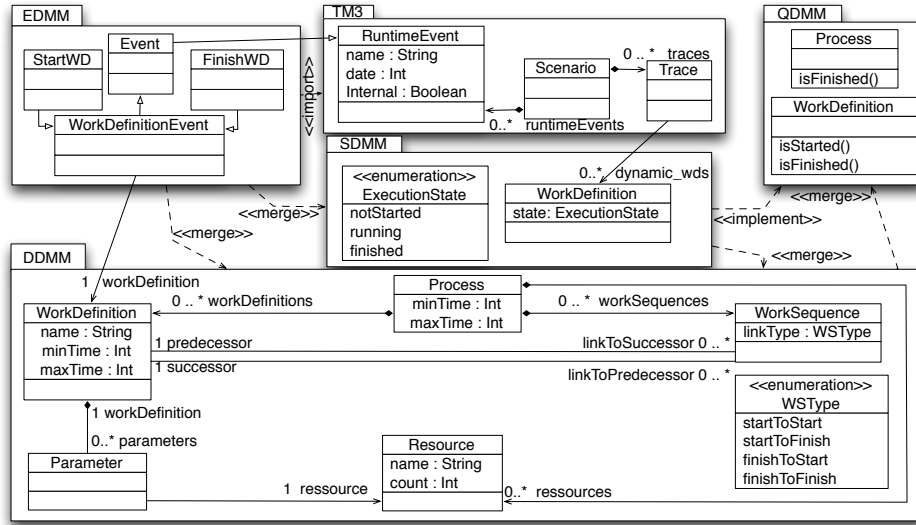 EDMM
Event
StartWD
FinishWD
WorkDefinitionEvent
TM3
RuntimeEvent
name : String
date : Int
Internal : Boolean
Scenario
0.. * traces
Trace
0..* runtimeEvents
<<import>>
QDMM
Process
isFinished()
WorkDefinition
isStarted()
isFinished()
SDMM
<<enumeration>>
ExecutionState
notStarted
running
finished
0..* dynamic_wds
WorkDefinition
state: ExecutionState
<<merge>>
<<merge>>
<<implement>>
<<merge>>
DDMM
1 workDefinition
WorkDefinition
name : String
minTime : Int
maxTime : Int
0 .. * workDefinitions
Process
minTime : Int
maxTime : Int
0 .. * workSequences
WorkSequence
linkType : WSType
1 predecessor
linkToSuccessor 0 .. *
1 successor
linkToPredecessor 0 .. *
<<enumeration>>
WSType
startToStart
startToFinish
finishToStart
finishToFinish
1 workDefinition
0..* parameters
Parameter
1 ressource
Resource
name : String
count : Int
0..* ressources